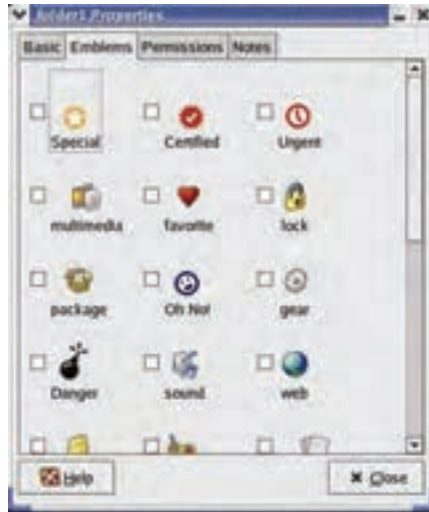 folder1 Properties
Basic Emblems Permissions Notes
Special Certified Urgent
multimedia favorite lock
package Oh No! gear
Danger sound web
Help Close